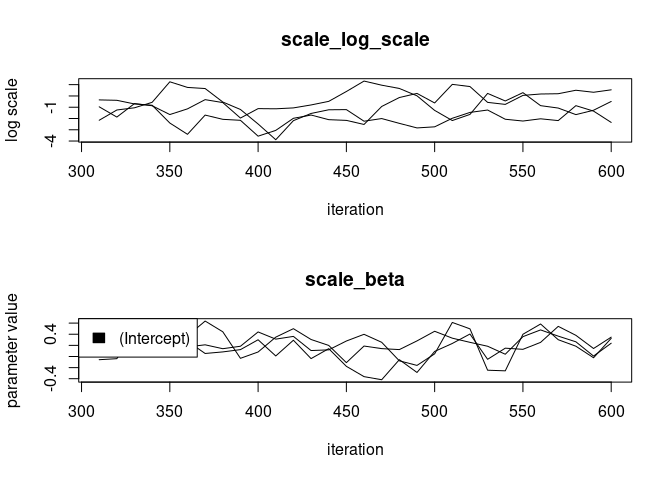 scale_log_scale
log scale
-1
-4
300 350 400 450 500 550 600
iteration
scale_beta
parameter value
0.4
-0.4
(Intercept)
300 350 400 450 500 550 600
iteration